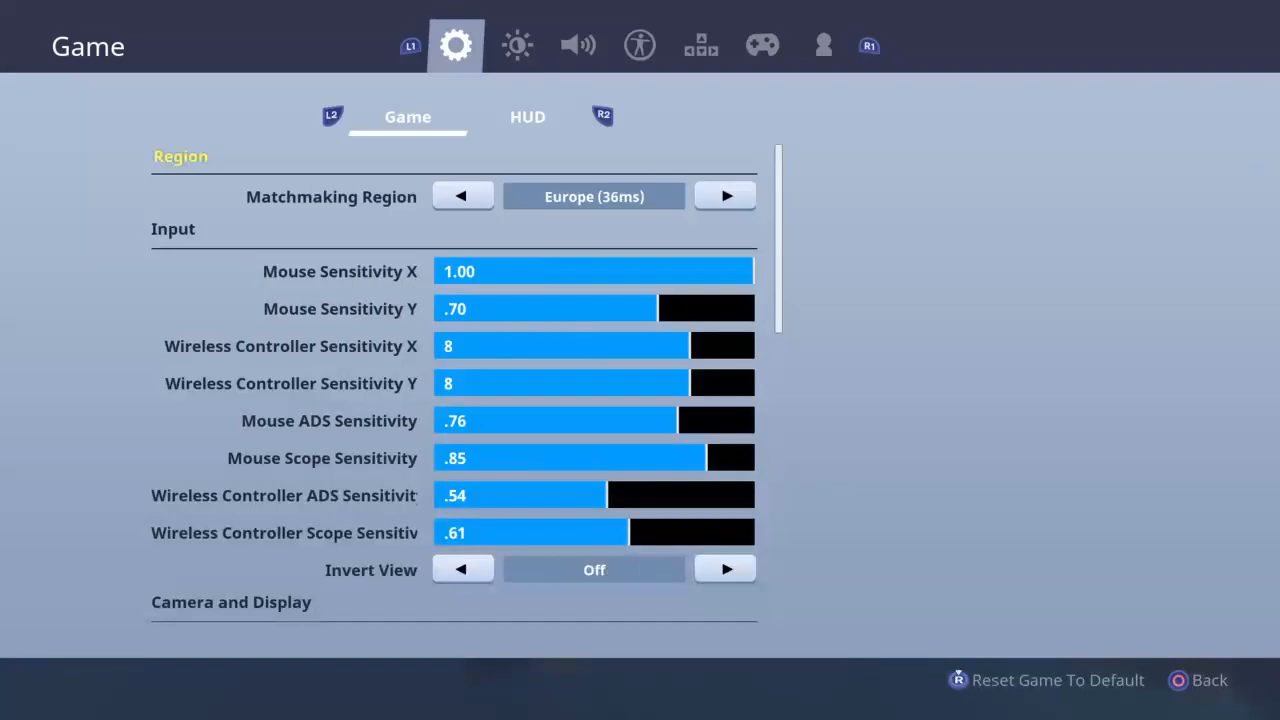 Game
L1
R1
L2
Game
HUD
R2
Region
Matchmaking Region
Europe (36ms)
Input
Mouse Sensitivity X
1.00
Mouse Sensitivity Y
.70
Wireless Controller Sensitivity X
8
Wireless Controller Sensitivity Y
8
Mouse ADS Sensitivity
.76
Mouse Scope Sensitivity
.85
Wireless Controller ADS Sensitivit
.54
Wireless Controller Scope Sensitiv
.61
Invert View
Off
Camera and Display
R Reset Game To Default
Back